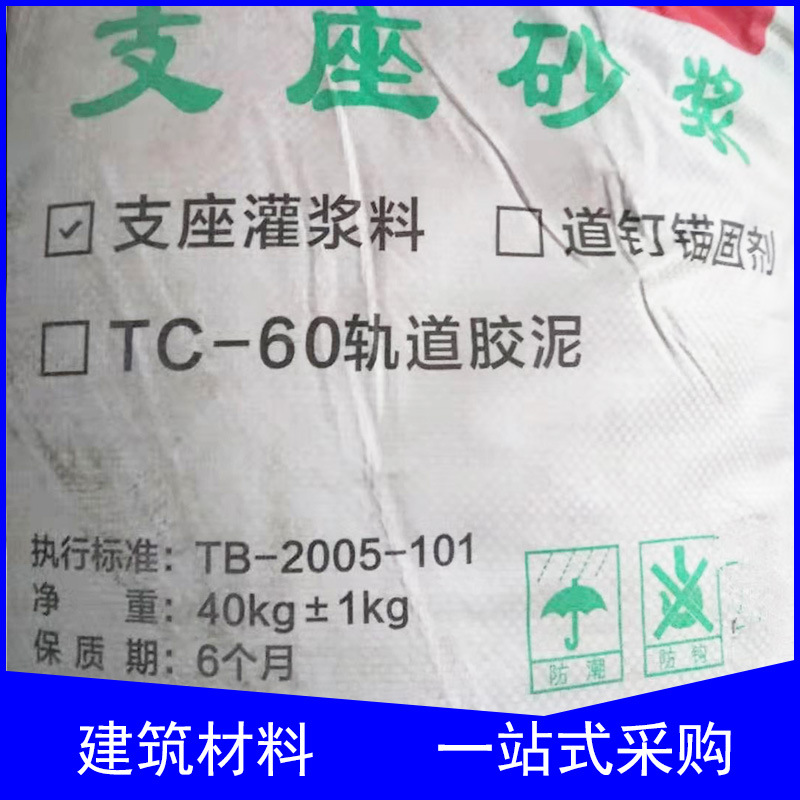 支座砂浆
☑支座灌浆料 □道钉锚固剂
□TC-60轨道胶泥
执行标准：TB-2005-101
净 重：40kg±1kg
保 质 期：6个月
防 潮 防 钩
建筑材料 一站式采购